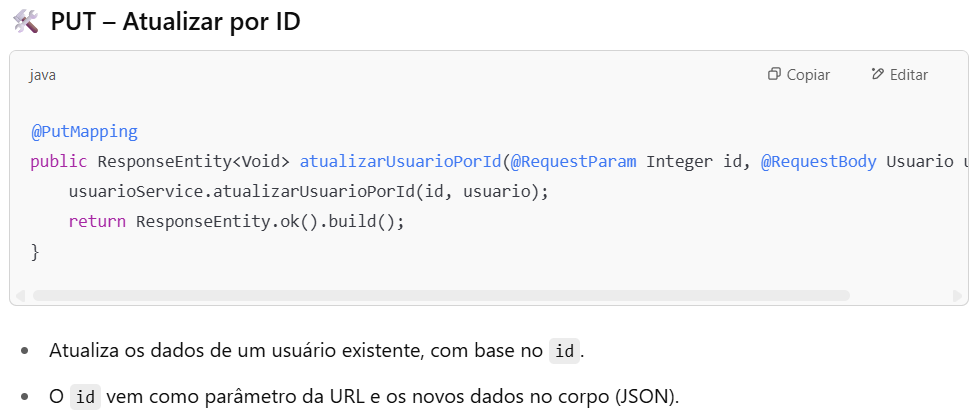 🛠️ PUT – Atualizar por ID
java
Copiar
Editar
@PutMapping
public ResponseEntity<Void> atualizarUsuarioPorId(@RequestParam Integer id, @RequestBody Usuario u
    usuarioService.atualizarUsuarioPorId(id, usuario);
    return ResponseEntity.ok().build();
}
• Atualiza os dados de um usuário existente, com base no id.
• O id vem como parâmetro da URL e os novos dados no corpo (JSON).